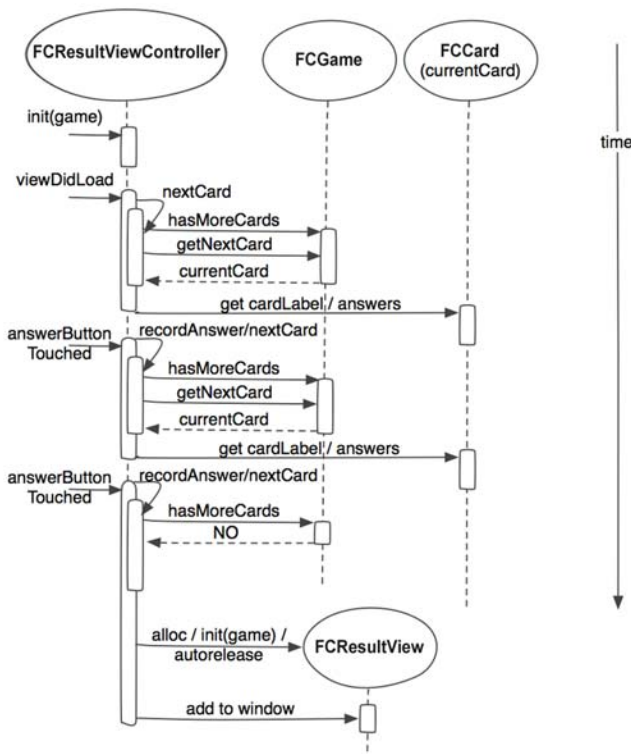 FCResultViewController
FCGame
FCCard
(currentCard)
init(game)
time
viewDidLoad
nextCard
hasMoreCards
getNextCard
currentCard
get cardLabel / answers
answerButton
Touched
recordAnswer/nextCard
hasMoreCards
getNextCard
currentCard
get cardLabel / answers
answerButton
Touched
recordAnswer/nextCard
hasMoreCards
NO
alloc / init(game) /
autorelease
FCResultView
add to window